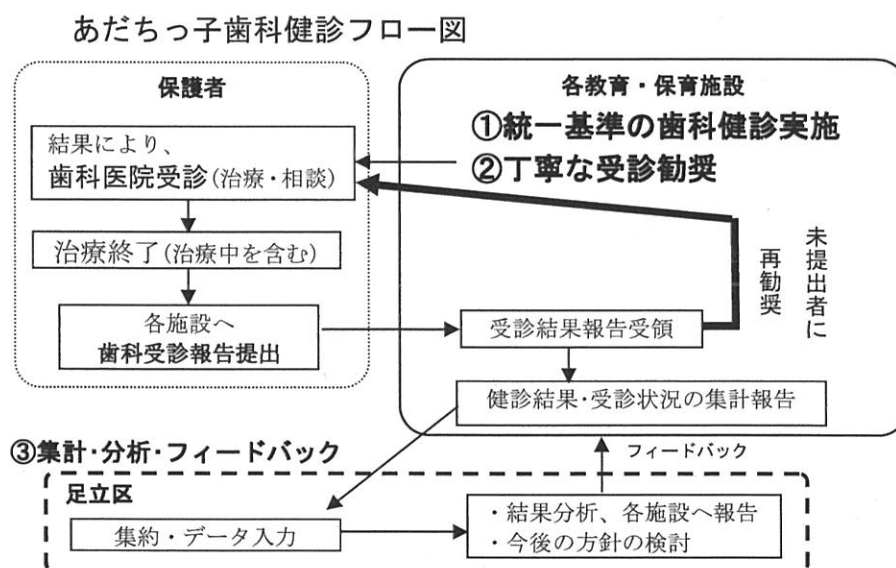 あだちっ子歯科健診フロー図
保護者
結果により、
歯科医院受診(治療・相談)
治療終了(治療中を含む)
各施設へ
歯科受診報告提出
各教育・保育施設
①統一基準の歯科健診実施
②丁寧な受診勧奨
未提出者に
再勧奨
受診結果報告受領
健診結果・受診状況の集計報告
③集計・分析・フィードバック
フィードバック
足立区
集約・データ入力
・結果分析、各施設へ報告
・今後の方針の検討